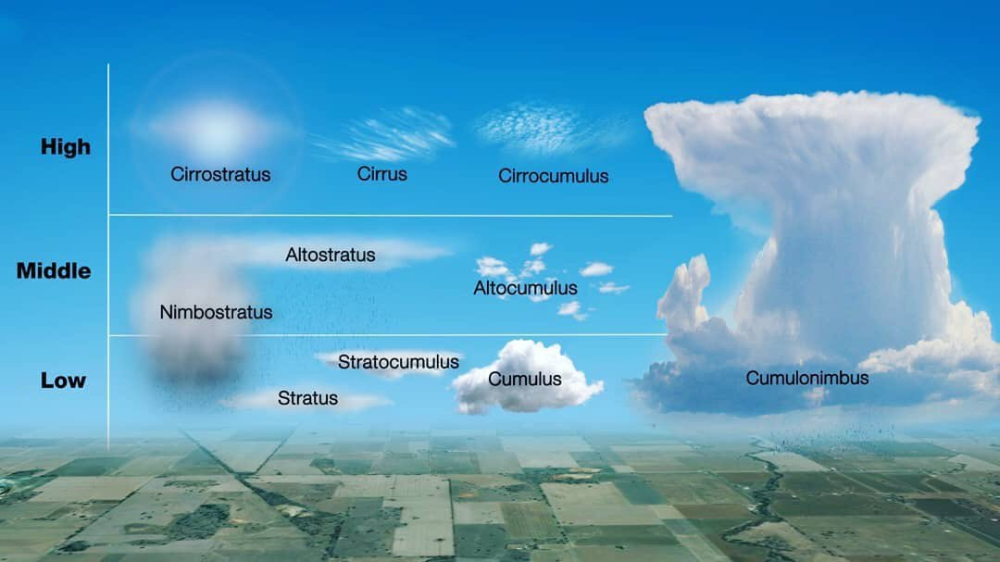 High
Cirrostratus
Cirrus
Cirrocumulus
Middle
Altostratus
Altocumulus
Nimbostratus
Low
Stratocumulus
Cumulus
Cumulonimbus
Stratus